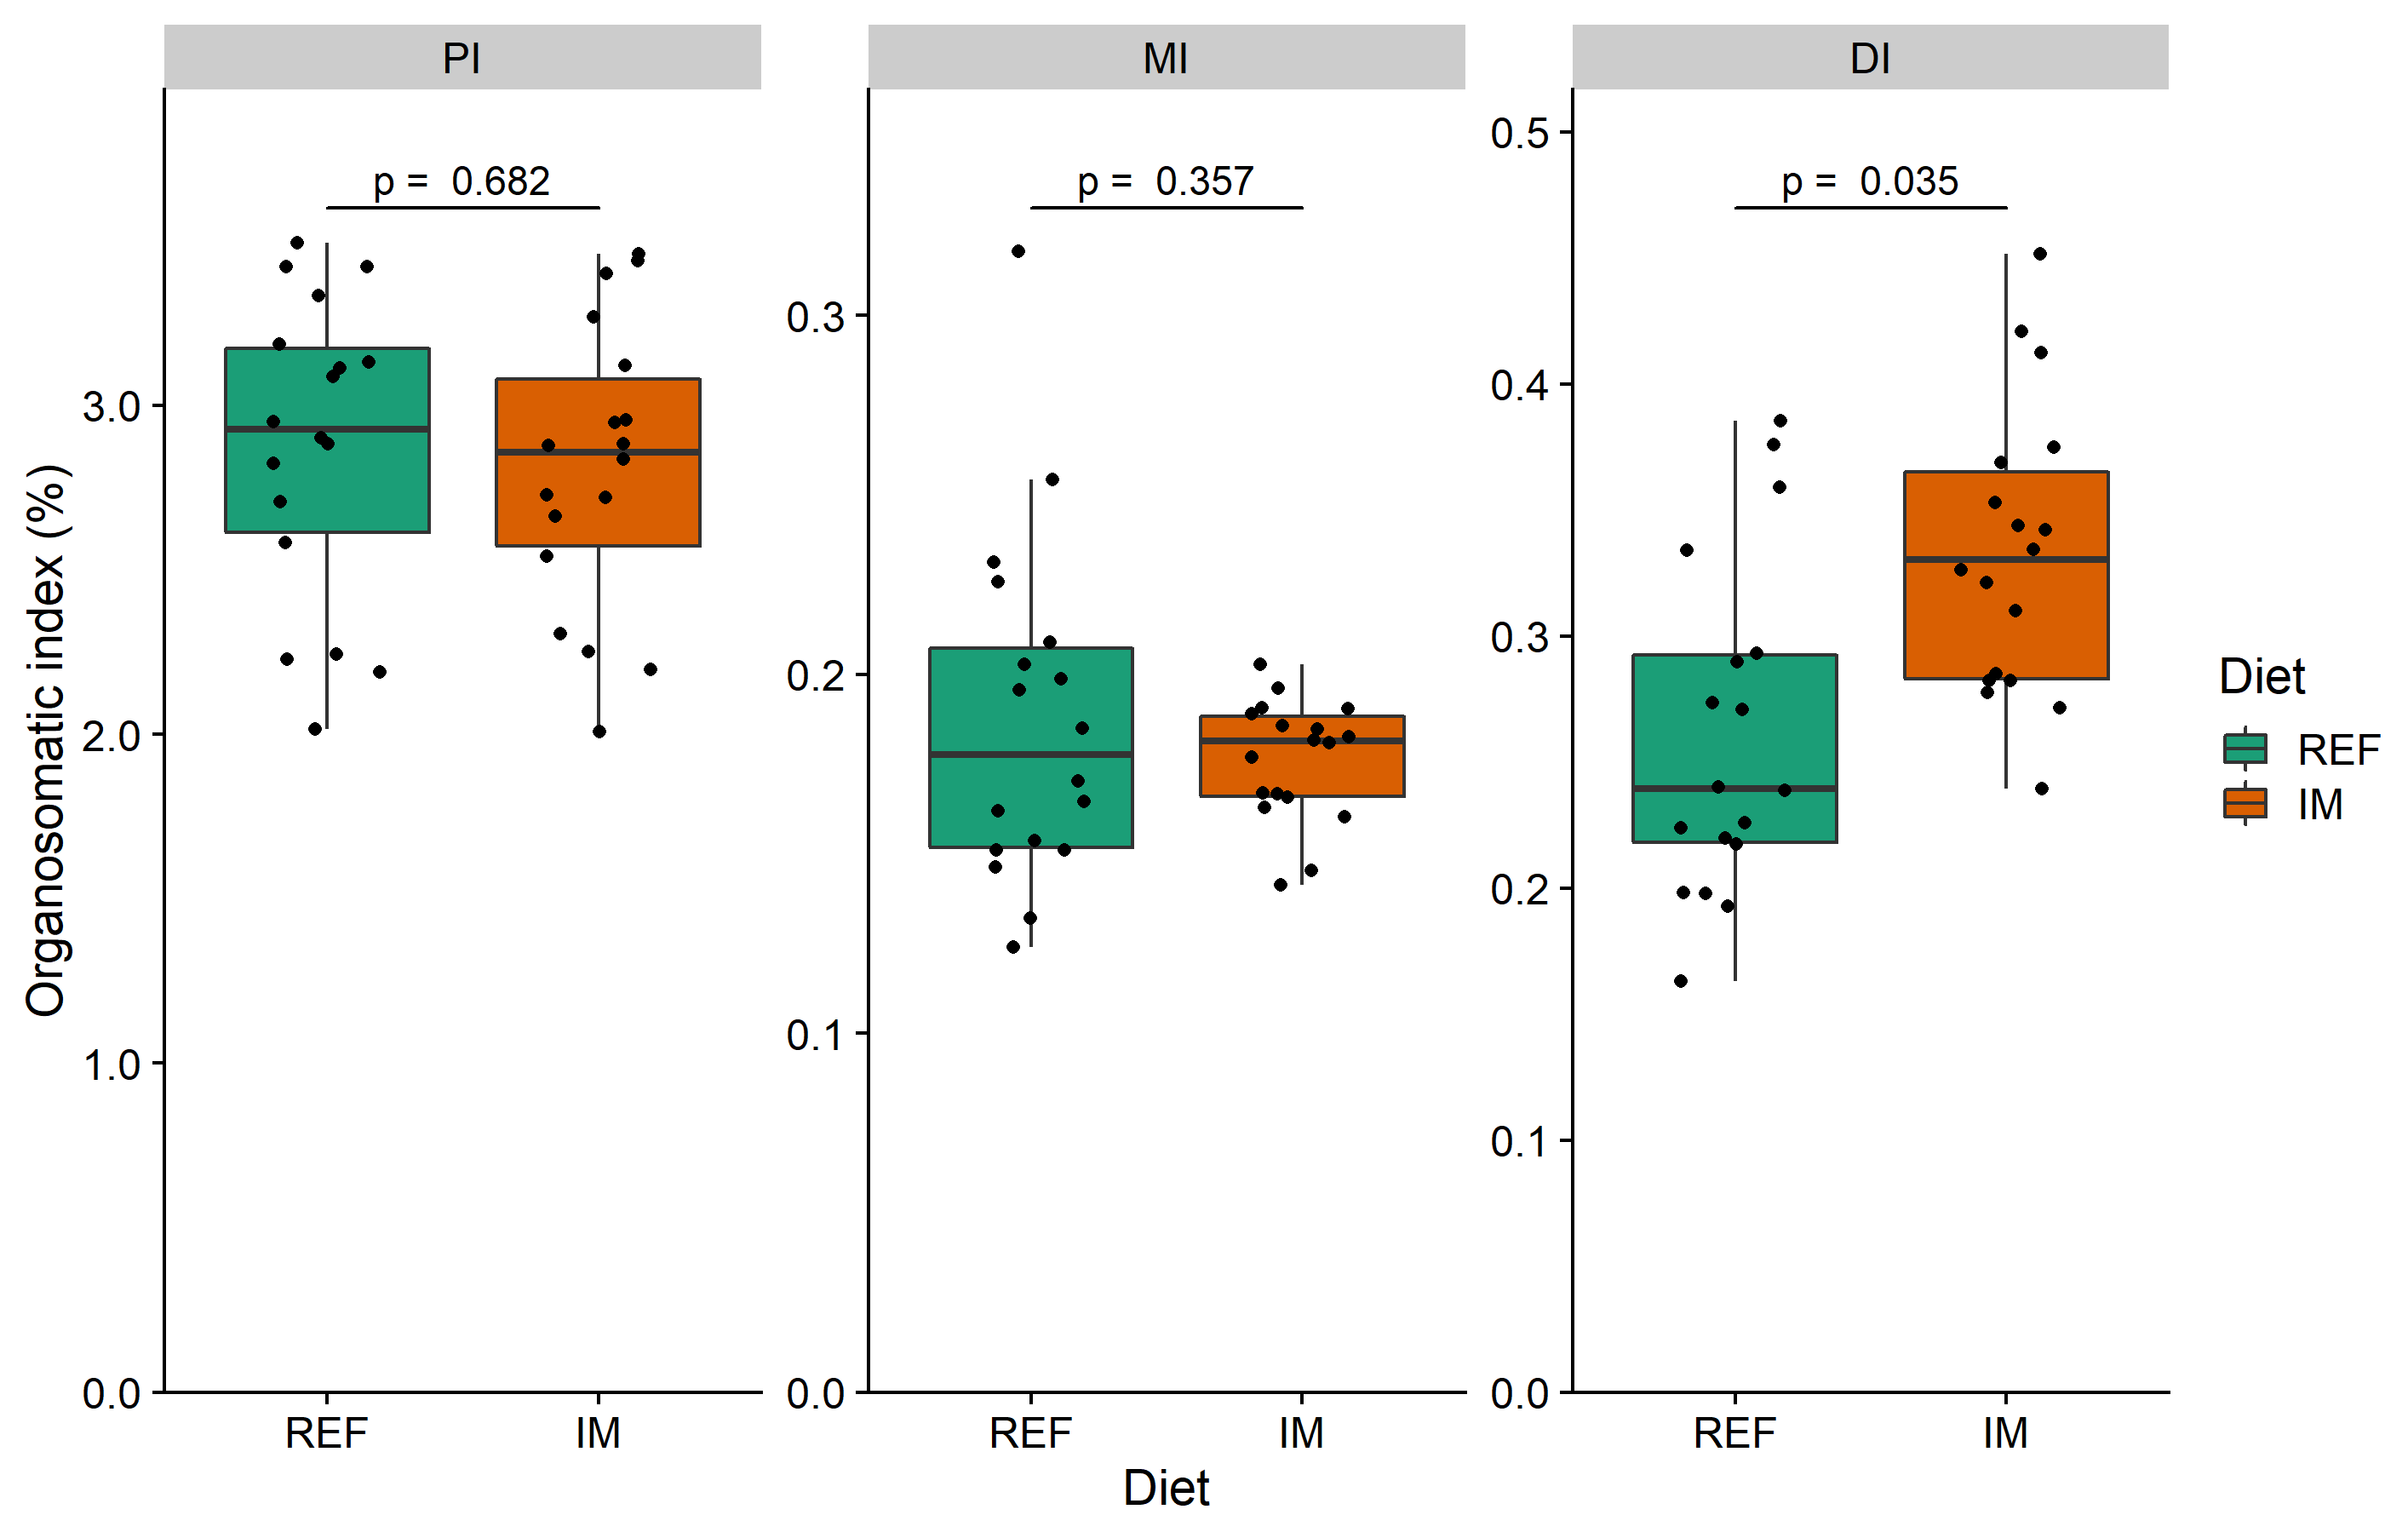 PI
MI
DI
p =  0.682
p =  0.357
p =  0.035
Organosomatic index (%)
3.0
2.0
1.0
0.0
0.3
0.2
0.1
0.0
0.5
0.4
0.3
0.2
0.1
0.0
REF
IM
REF
IM
REF
IM
Diet
Diet
REF
IM